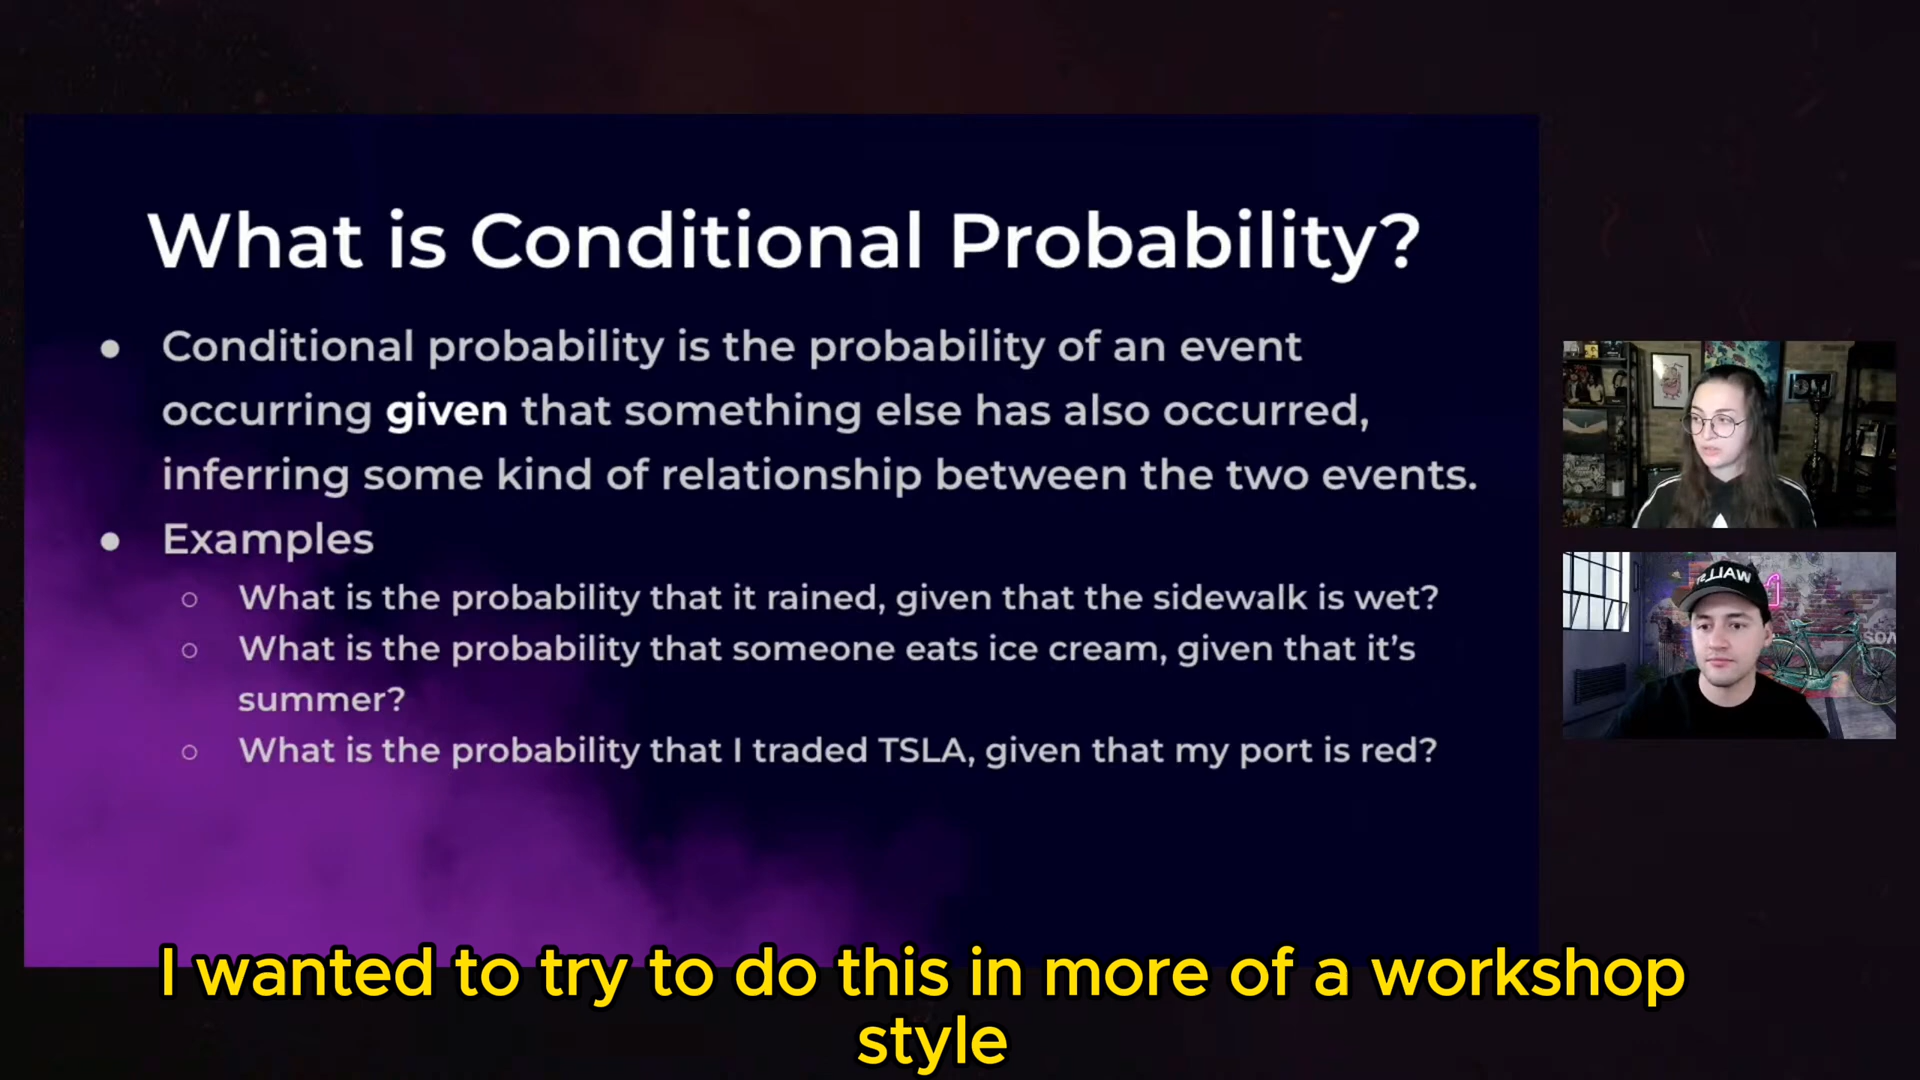 What is Conditional Probability?
● Conditional probability is the probability of an event
occurring given that something else has also occurred,
inferring some kind of relationship between the two events.
● Examples
○ What is the probability that it rained, given that the sidewalk is wet?
○ What is the probability that someone eats ice cream, given that it’s
summer?
○ What is the probability that I traded TSLA, given that my port is red?
I wanted to try to do this in more of a workshop
style